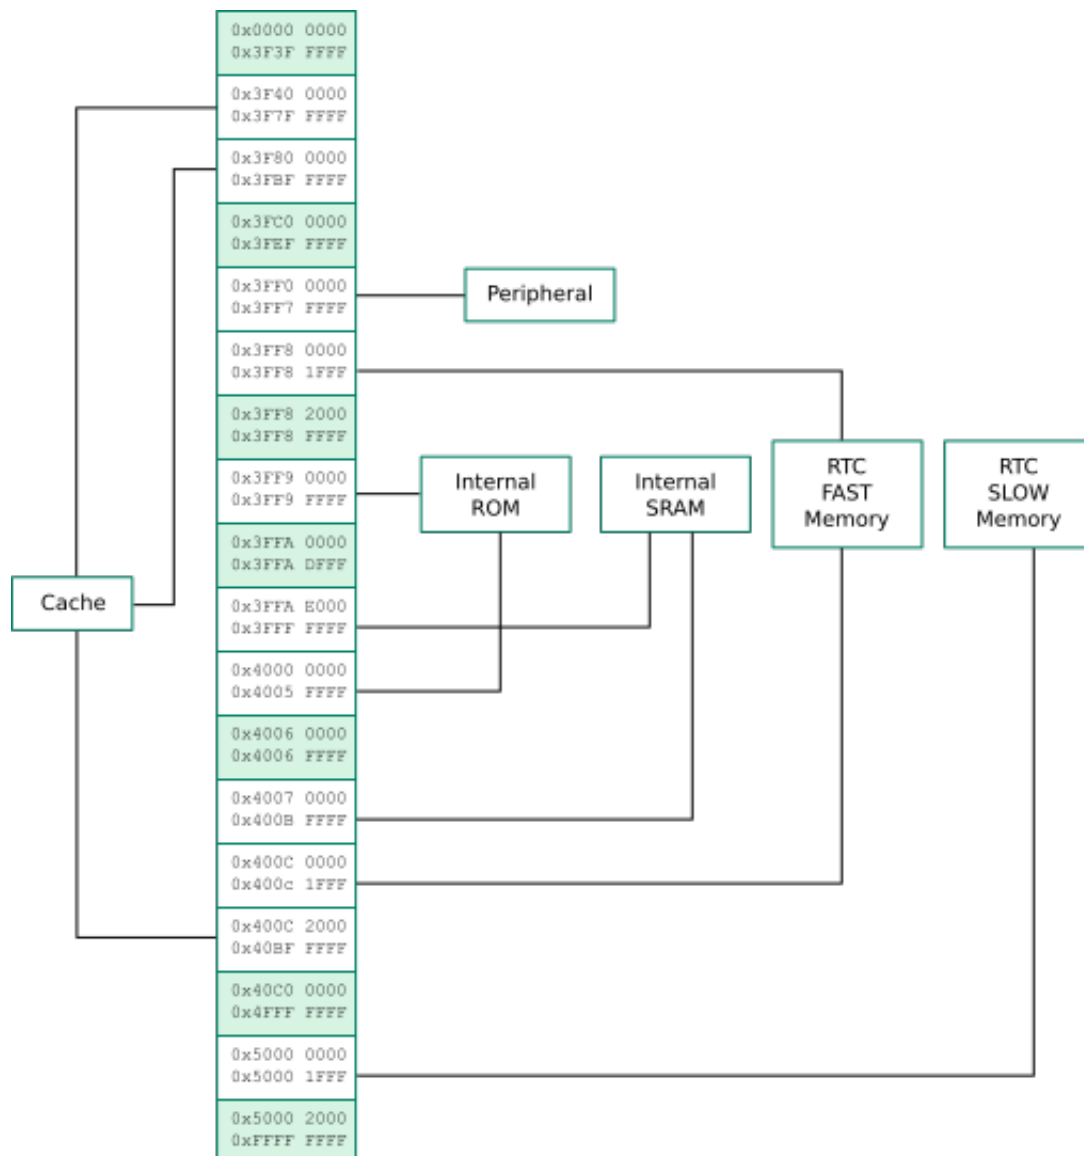 0x0000 0000
0x3F3F FFFF
0x3F40 0000
0x3F7F FFFF
0x3F80 0000
0x3FBF FFFF
0x3FC0 0000
0x3FEF FFFF
0x3FF0 0000
0x3FF7 FFFF
Peripheral
0x3FF8 0000
0x3FF8 1FFF
0x3FF8 2000
0x3FF8 FFFF
0x3FF9 0000
0x3FF9 FFFF
Internal
ROM
Internal
SRAM
RTC
FAST
Memory
RTC
SLOW
Memory
0x3FFA 0000
0x3FFA DFFF
Cache
0x3FFA E000
0x3FFF FFFF
0x4000 0000
0x4005 FFFF
0x4006 0000
0x4006 FFFF
0x4007 0000
0x400B FFFF
0x400C 0000
0x400c 1FFF
0x400C 2000
0x40BF FFFF
0x40C0 0000
0x4FFF FFFF
0x5000 0000
0x5000 1FFF
0x5000 2000
0xFFFF FFFF